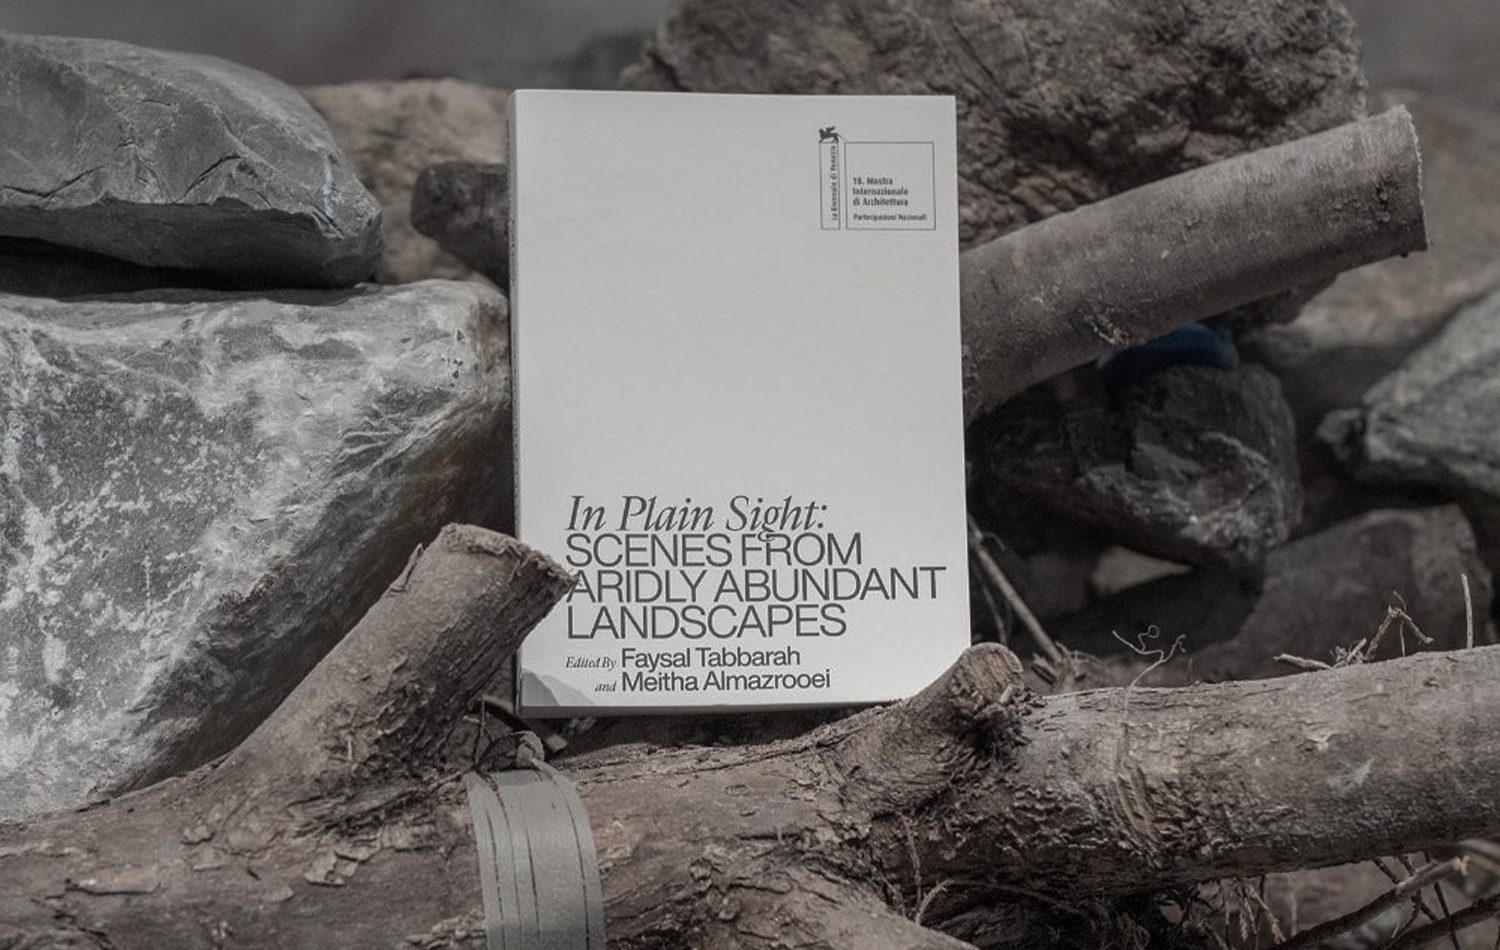 La Biennale di Venezia
18. Mostra
Internazionale
di Architettura
Partecipazioni Nazionali
In Plain Sight:
SCENES FROM
ARIDLY ABUNDANT
LANDSCAPES
Edited By Faysal Tabbarah
and Meitha Almazrooei